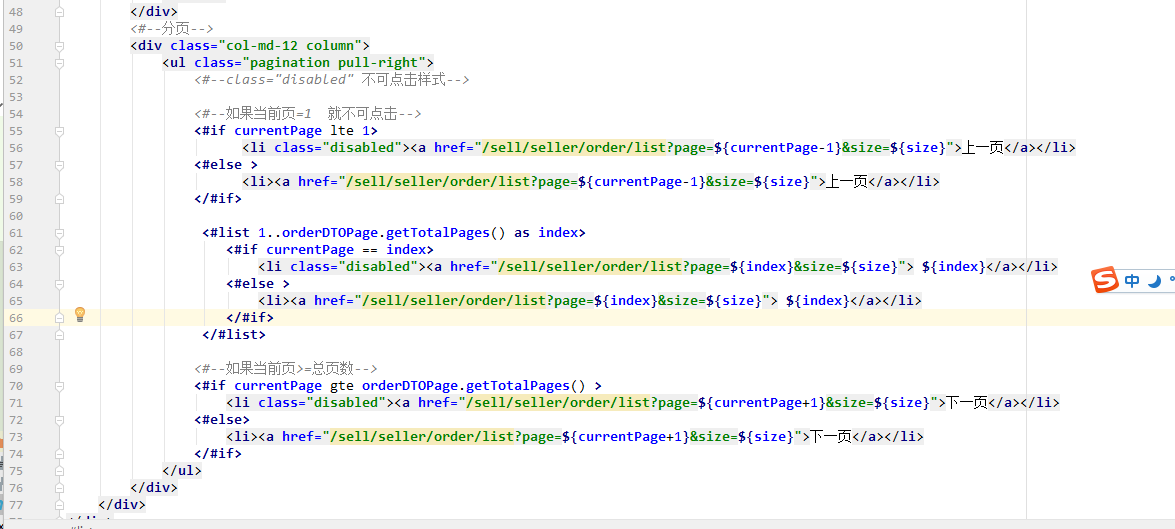 48 </div>
49 <#--分页-->
50 <div class="col-md-12 column">
51 <ul class="pagination pull-right">
52 <#--class="disabled" 不可点击样式-->
53
54 <#--如果当前页=1  就不可点击-->
55 <#if currentPage lte 1>
56 <li class="disabled"><a href="/sell/seller/order/list?page=${currentPage-1}&size=${size}">上一页</a></li>
57 <#else >
58 <li><a href="/sell/seller/order/list?page=${currentPage-1}&size=${size}">上一页</a></li>
59 </#if>
60
61 <#list 1..orderDTOPage.getTotalPages() as index>
62 <#if currentPage == index>
63 <li class="disabled"><a href="/sell/seller/order/list?page=${index}&size=${size}"> ${index}</a></li>
64 <#else >
65 <li><a href="/sell/seller/order/list?page=${index}&size=${size}"> ${index}</a></li>
66 </#if>
67 </#list>
68
69 <#--如果当前页>=总页数-->
70 <#if currentPage gte orderDTOPage.getTotalPages() >
71 <li class="disabled"><a href="/sell/seller/order/list?page=${currentPage+1}&size=${size}">下一页</a></li>
72 <#else>
73 <li><a href="/sell/seller/order/list?page=${currentPage+1}&size=${size}">下一页</a></li>
74 </#if>
75 </ul>
76 </div>
77 </div>
S 中